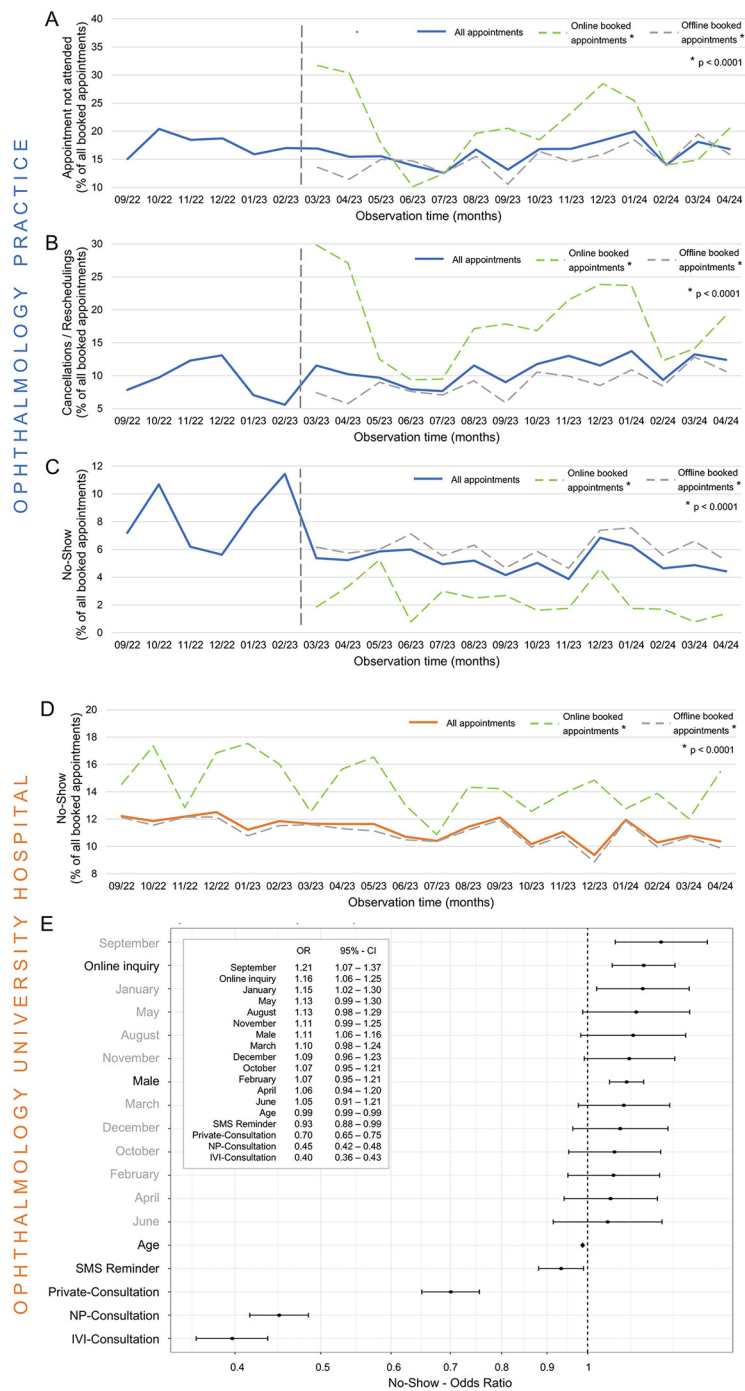 OPHTHALMOLOGY PRACTICE
A
Appointment not attended
(% of all booked appointments)
40
35
30
25
20
15
10
All appointments
Online booked
appointments *
Offline booked
appointments *
* p < 0.0001
09/22 10/22 11/22 12/22 01/23 02/23 03/23 04/23 05/23 06/23 07/23 08/23 09/23 10/23 11/23 12/23 01/24 02/24 03/24 04/24
Observation time (months)
B
Cancellations / Reschedulings
(% of all booked appointments)
30
25
20
15
10
5
All appointments
Online booked
appointments *
Offline booked
appointments *
* p < 0.0001
09/22 10/22 11/22 12/22 01/23 02/23 03/23 04/23 05/23 06/23 07/23 08/23 09/23 10/23 11/23 12/23 01/24 02/24 03/24 04/24
Observation time (months)
C
No-Show
(% of all booked appointments)
12
10
8
6
4
2
0
All appointments
Online booked
appointments *
Offline booked
appointments *
* p < 0.0001
09/22 10/22 11/22 12/22 01/23 02/23 03/23 04/23 05/23 06/23 07/23 08/23 09/23 10/23 11/23 12/23 01/24 02/24 03/24 04/24
Observation time (months)
OPHTHALMOLOGY UNIVERSITY HOSPITAL
D
No-Show
(% of all booked appointments)
20
18
16
14
12
10
8
All appointments
Online booked
appointments *
Offline booked
appointments *
* p < 0.0001
09/22 10/22 11/22 12/22 01/23 02/23 03/23 04/23 05/23 06/23 07/23 08/23 09/23 10/23 11/23 12/23 01/24 02/24 03/24 04/24
Observation time (months)
E
September
Online inquiry
January
May
August
November
Male
March
December
October
February
April
June
Age
SMS Reminder
Private-Consultation
NP-Consultation
IVI-Consultation
OR 95% - CI
September 1.21 1.07 – 1.37
Online inquiry 1.16 1.06 – 1.25
January 1.15 1.02 – 1.30
May 1.13 0.99 – 1.30
August 1.13 0.98 – 1.29
November 1.11 0.99 – 1.25
Male 1.11 1.06 – 1.16
March 1.10 0.98 – 1.24
December 1.09 0.96 – 1.23
October 1.07 0.95 – 1.21
February 1.07 0.95 – 1.21
April 1.06 0.94 – 1.20
June 1.05 0.91 – 1.21
Age 0.99 0.99 – 0.99
SMS Reminder 0.93 0.88 – 0.99
Private-Consultation 0.70 0.65 – 0.75
NP-Consultation 0.45 0.42 – 0.48
IVI-Consultation 0.40 0.36 – 0.43
0.4 0.5 0.6 0.7 0.8 0.9 1
No-Show - Odds Ratio